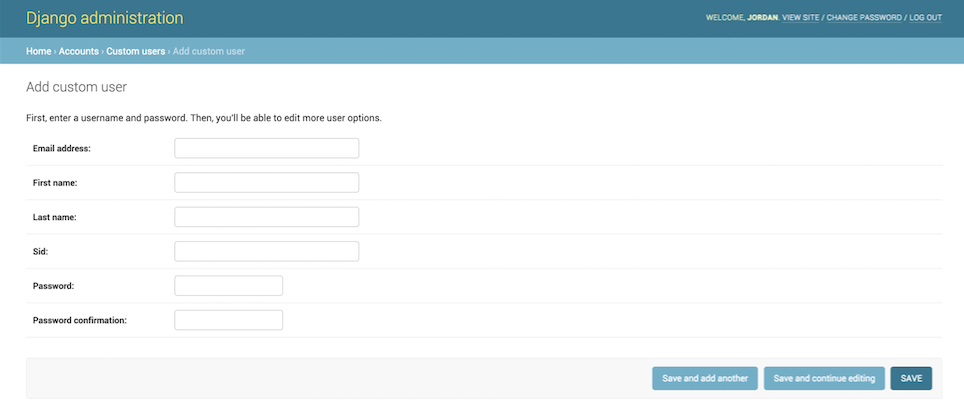 Django administration
WELCOME, JORDAN. VIEW SITE / CHANGE PASSWORD / LOG OUT
Home › Accounts › Custom users › Add custom user
Add custom user
First, enter a username and password. Then, you'll be able to edit more user options.
Email address:
First name:
Last name:
Sid:
Password:
Password confirmation:
Save and add another
Save and continue editing
SAVE